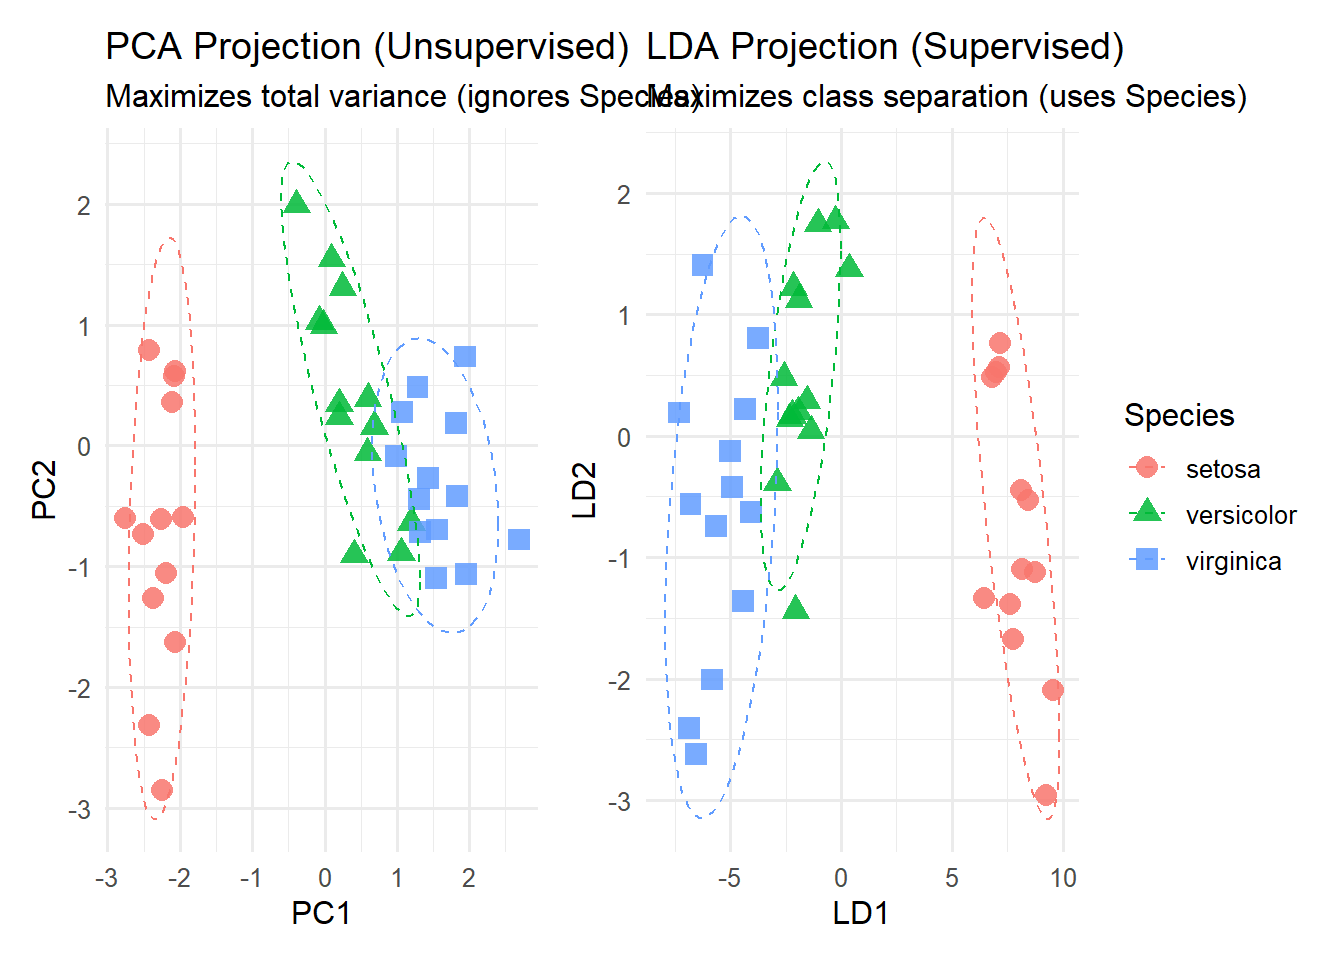 PCA Projection (Unsupervised)
Maximizes total variance (ignores Species)
PC2
2
1
0
-1
-2
-3
-3
-2
-1
0
1
2
PC1
LDA Projection (Supervised)
Maximizes class separation (uses Species)
LD2
2
1
0
-1
-2
-3
-5
0
5
10
LD1
Species
setosa
versicolor
virginica